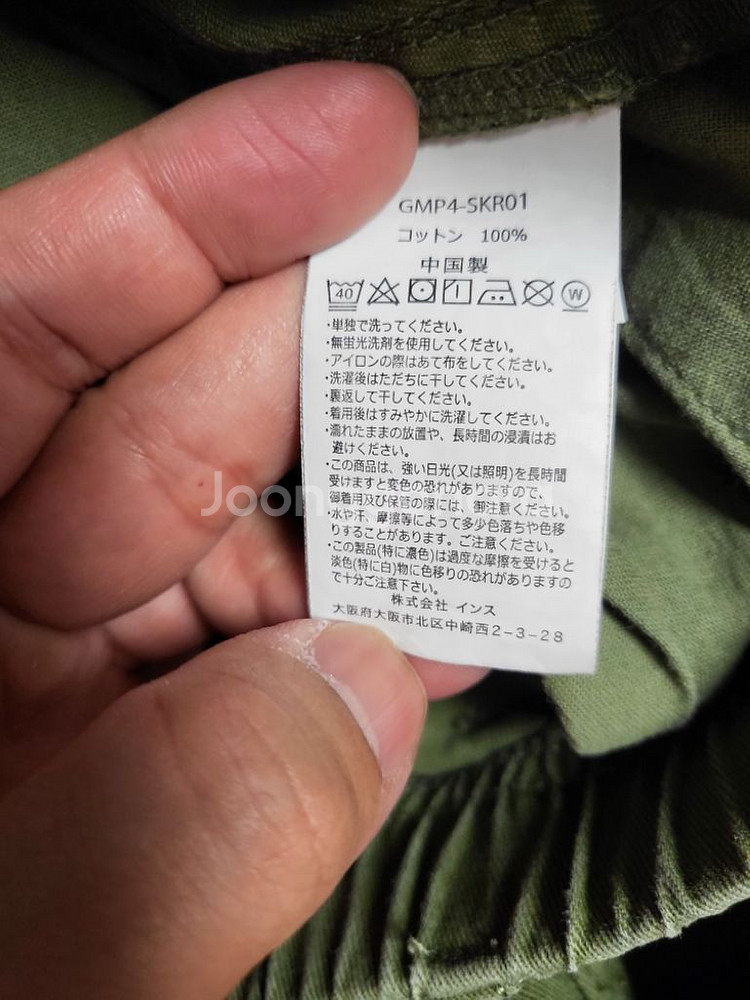 GMP4-SKR01
コットン 100%
中国製
40 W
・単独で洗ってください。
・無蛍光洗剤を使用してください。
・アイロンの際はあて布をしてください。
・洗濯後はただちに干してください。
・裏返して干してください。
・着用後はすみやかに洗濯してください。
・濡れたままの放置や、長時間の浸漬はお
避けください。
・この商品は、強い日光(又は照明)を長時間
受けますと変色の恐れがありますので、
御着用及び保管の際には、御注意ください。
・水や汗、摩擦等によって多少色落ちや色移
りすることがあります。ご注意ください。
・この製品(特に濃色)は過度な摩擦を受けると
淡色(特に白)物に色移りの恐れがありますの
で十分ご注意下さい。
株式会社 インス
大阪府大阪市北区中崎西2-3-28